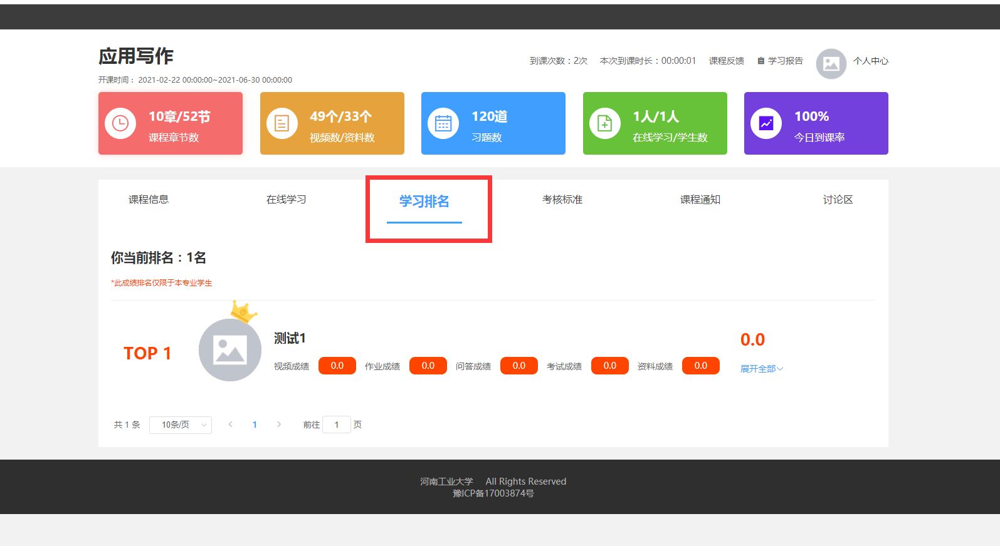 应用写作
到课次数：2次 本次到课时长：00:00:01 课程反馈 学习报告 个人中心
开课时间： 2021-02-22 00:00:00~2021-06-30 00:00:00
10章/52节
课程章节数
49个/33个
视频数/资料数
120道
习题数
1人/1人
在线学习/学生数
100%
今日到课率
课程信息 在线学习 学习排名 考核标准 课程通知 讨论区
你当前排名：1名
*此成绩排名仅限于本专业学生
TOP 1
测试1
视频成绩 0.0 作业成绩 0.0 问答成绩 0.0 考试成绩 0.0 资料成绩 0.0
0.0
展开全部
共 1 条 10条/页 1 前往 1 页
河南工业大学 All Rights Reserved
豫ICP备17003874号